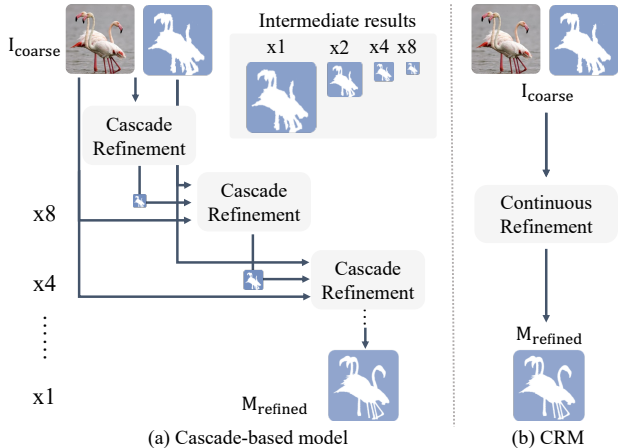 I_coarse
Intermediate results
x1 x2 x4 x8
Cascade
Refinement
x8
Cascade
Refinement
x4
Cascade
Refinement
......
x1
M_refined
(a) Cascade-based model
I_coarse
Continuous
Refinement
M_refined
(b) CRM